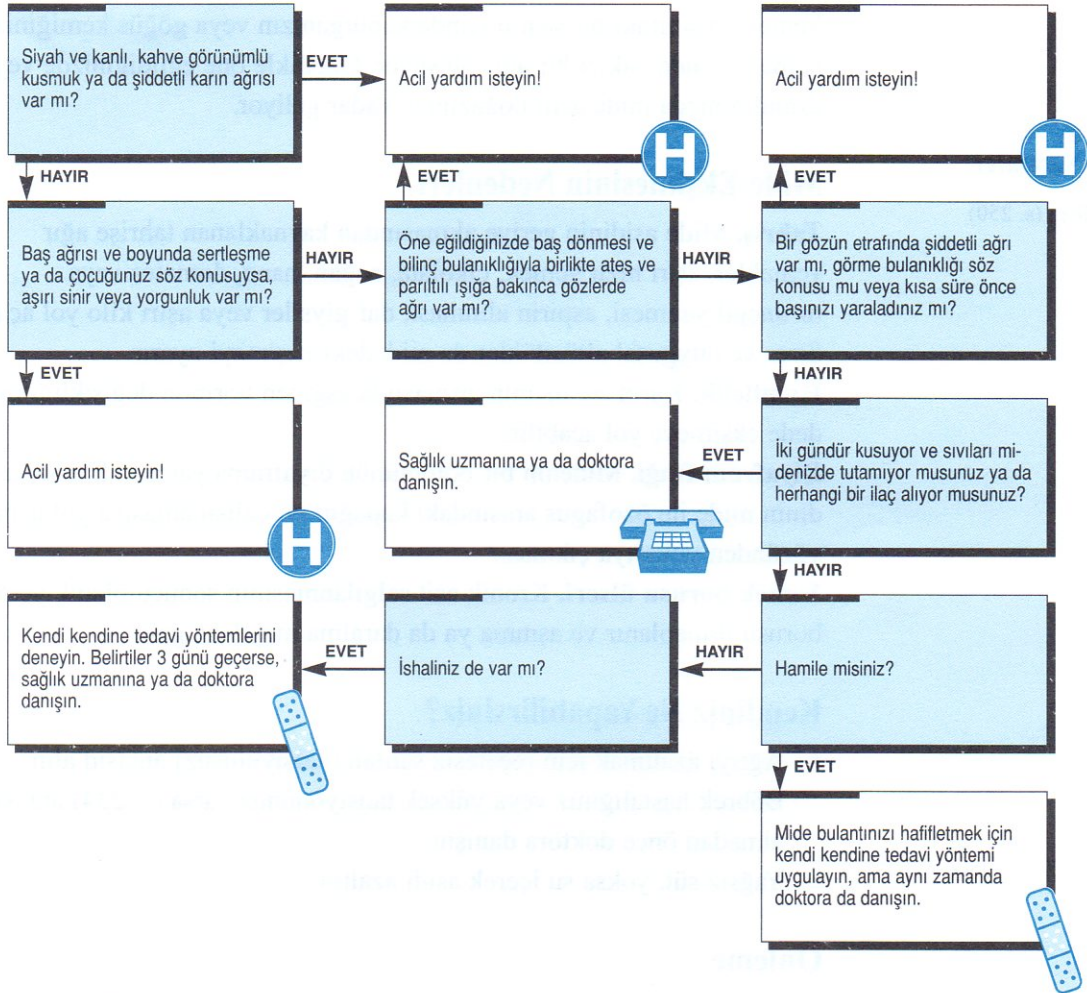 Siyah ve kanlı, kahve görünümlü
kusmuk ya da şiddetli karın ağrısı
var mı?
EVET
Acil yardım isteyin!
H
Acil yardım isteyin!
H
HAYIR
EVET
EVET
Baş ağrısı ve boyunda sertleşme
ya da çocuğunuz söz konusuysa,
aşırı sinir veya yorgunluk var mı?
HAYIR
Öne eğildiğinizde baş dönmesi ve
bilinç bulanıklığıyla birlikte ateş ve
parıltılı ışığa bakınca gözlerde
ağrı var mı?
HAYIR
Bir gözün etrafında şiddetli ağrı
var mı, görme bulanıklığı söz
konusu mu veya kısa süre önce
başınızı yaraladınız mı?
EVET
HAYIR
Acil yardım isteyin!
H
Sağlık uzmanına ya da doktora
danışın.
EVET
İki gündür kusuyor ve sıvıları mi-
denizde tutamıyor musunuz ya da
herhangi bir ilaç alıyor musunuz?
HAYIR
Kendi kendine tedavi yöntemlerini
deneyin. Belirtiler 3 günü geçerse,
sağlık uzmanına ya da doktora
danışın.
EVET
İshaliniz de var mı?
HAYIR
Hamile misiniz?
EVET
Mide bulantınızı hafifletmek için
kendi kendine tedavi yöntemi
uygulayın, ama aynı zamanda
doktora da danışın.